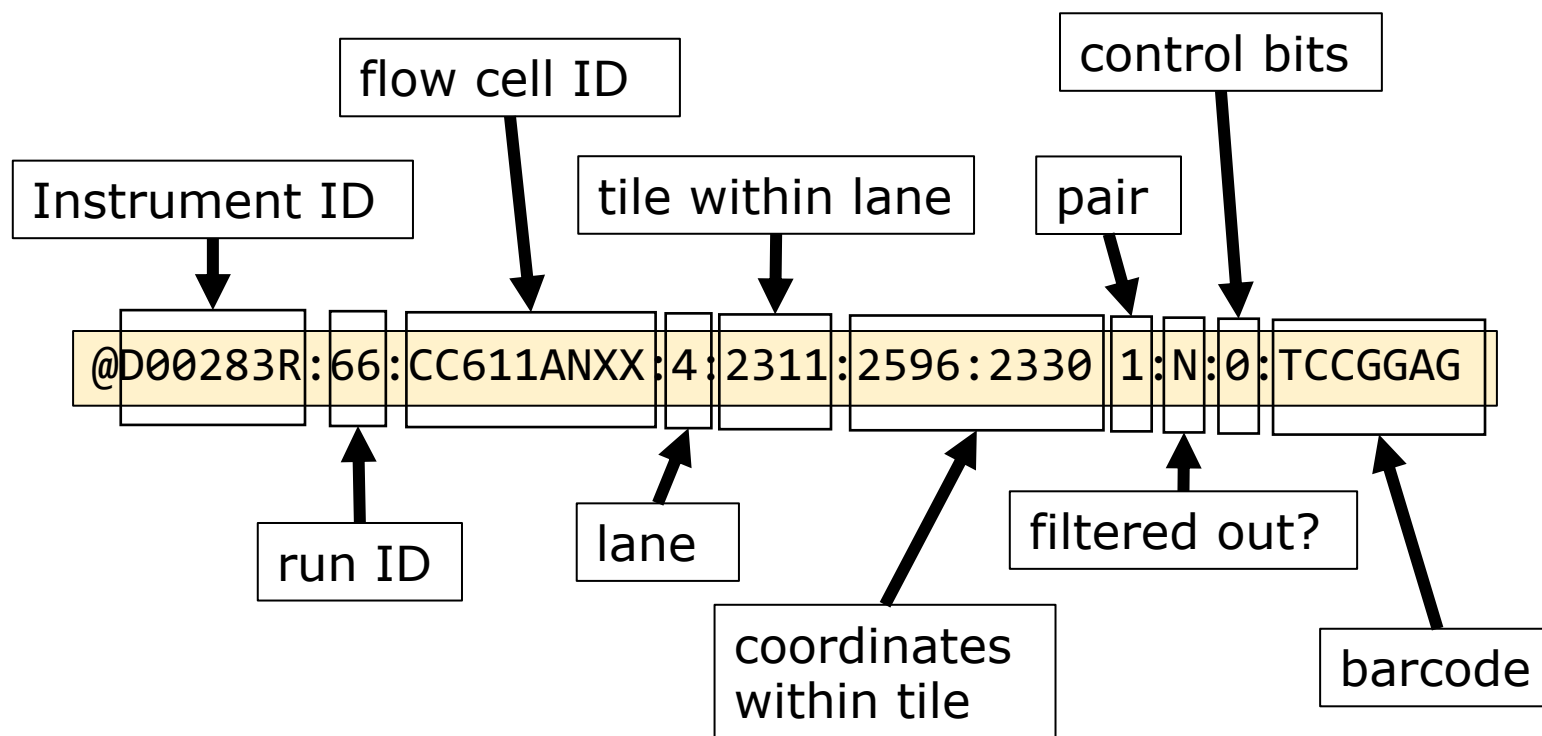 control bits
flow cell ID
Instrument ID
tile within lane
pair
@D00283R:66:CC611ANXX:4:2311:2596:2330 1:N:0:TCCGGAG
run ID
lane
filtered out?
coordinates
within tile
barcode